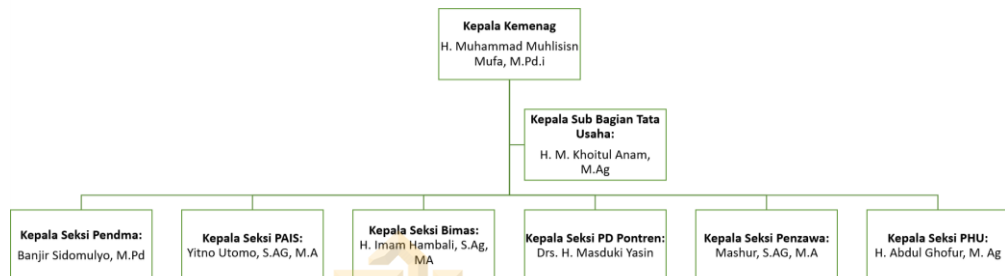 Kepala Kemenag
H. Muhammad Muhlisisn
Mufa, M.Pd.i
Kepala Sub Bagian Tata
Usaha:
H. M. Khoitul Anam,
M.Ag
Kepala Seksi Pendma:
Banjir Sidomulyo, M.Pd
Kepala Seksi PAIS:
Yitno Utomo, S.AG, M.A
Kepala Seksi Bimas:
H. Imam Hambali, S.Ag,
MA
Kepala Seksi PD Pontren:
Drs. H. Masduki Yasin
Kepala Seksi Penzawa:
Mashur, S.AG, M.A
Kepala Seksi PHU:
H. Abdul Ghofur, M. Ag